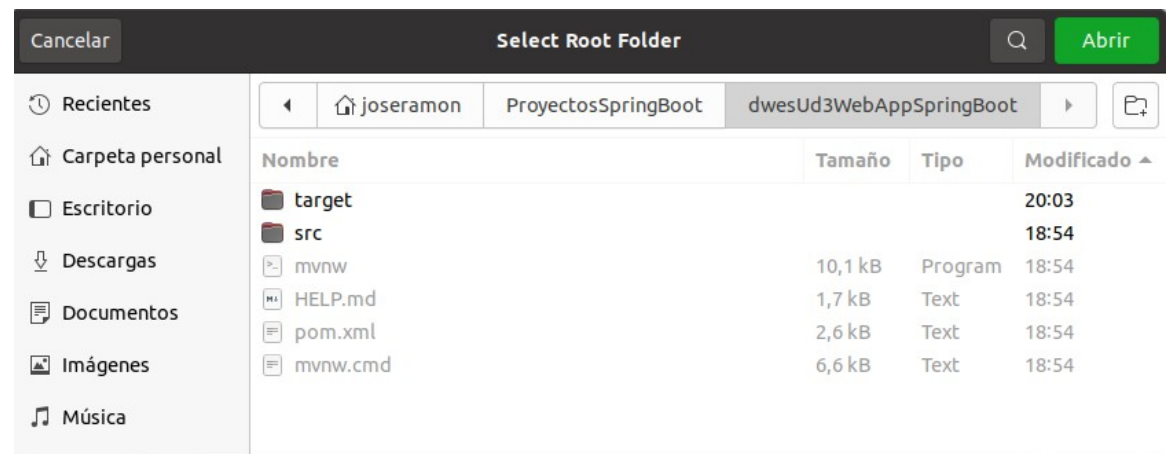 Cancelar Select Root Folder Abrir
Recientes
Carpeta personal
Escritorio
Descargas
Documentos
Imágenes
Música
joseramon ProyectosSpringBoot dwesUd3WebAppSpringBoot
Nombre Tamaño Tipo Modificado
target 20:03
src 18:54
mvnw 10,1 kB Program 18:54
HELP.md 1,7 kB Text 18:54
pom.xml 2,6 kB Text 18:54
mvnw.cmd 6,6 kB Text 18:54